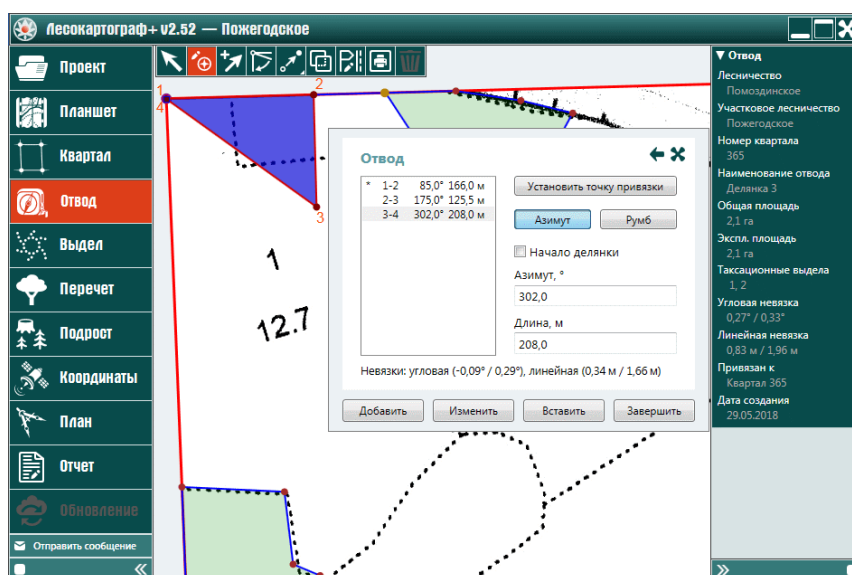 Лесокартограф+ v2.52 — Пожегодское
Проект
Планшет
Квартал
Отвод
Выдел
Перечет
Подрост
Координаты
План
Отчет
Обновление
Отправить сообщение
1
2
4
3
1
12.7
Отвод
* 1-2 85,0° 166,0 м
2-3 175,0° 125,5 м
3-4 302,0° 208,0 м
Установить точку привязки
Азимут Румб
Начало делянки
Азимут, °
302,0
Длина, м
208,0
Невязки: угловая (-0,09° / 0,29°), линейная (0,34 м / 1,66 м)
Добавить Изменить Вставить Завершить
▼ Отвод
Лесничество
Помоздинское
Участковое лесничество
Пожегодское
Номер квартала
365
Наименование отвода
Делянка 3
Общая площадь
2,1 га
Экспл. площадь
2,1 га
Таксационные выдела
1, 2
Угловая невязка
0,27° / 0,33°
Линейная невязка
0,83 м / 1,96 м
Привязан к
Квартал 365
Дата создания
29.05.2018